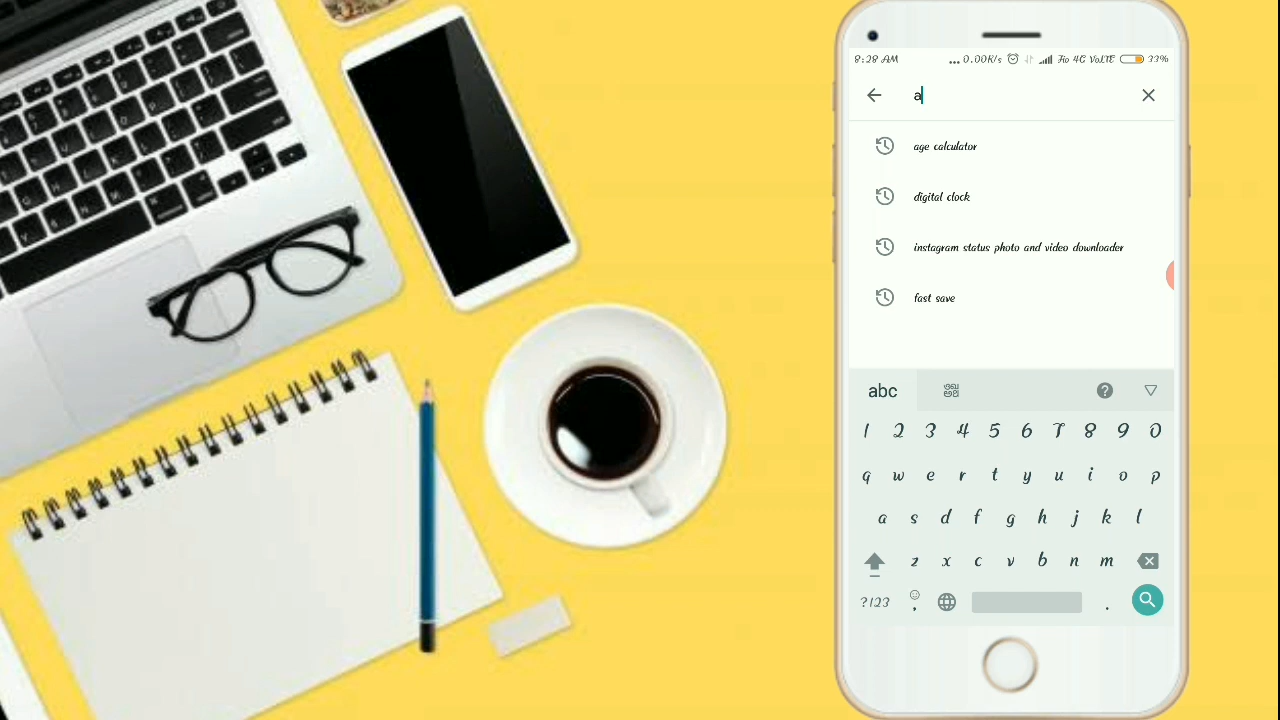 8:28 AM ... 0.00K/s Jio 4G VoLTE 33%
a
age calculator
digital clock
instagram status photo and video downloader
fast save
abc
1 2 3 4 5 6 7 8 9 0
q w e r t y u i o p
a s d f g h j k l
z x c v b n m
?123 , .